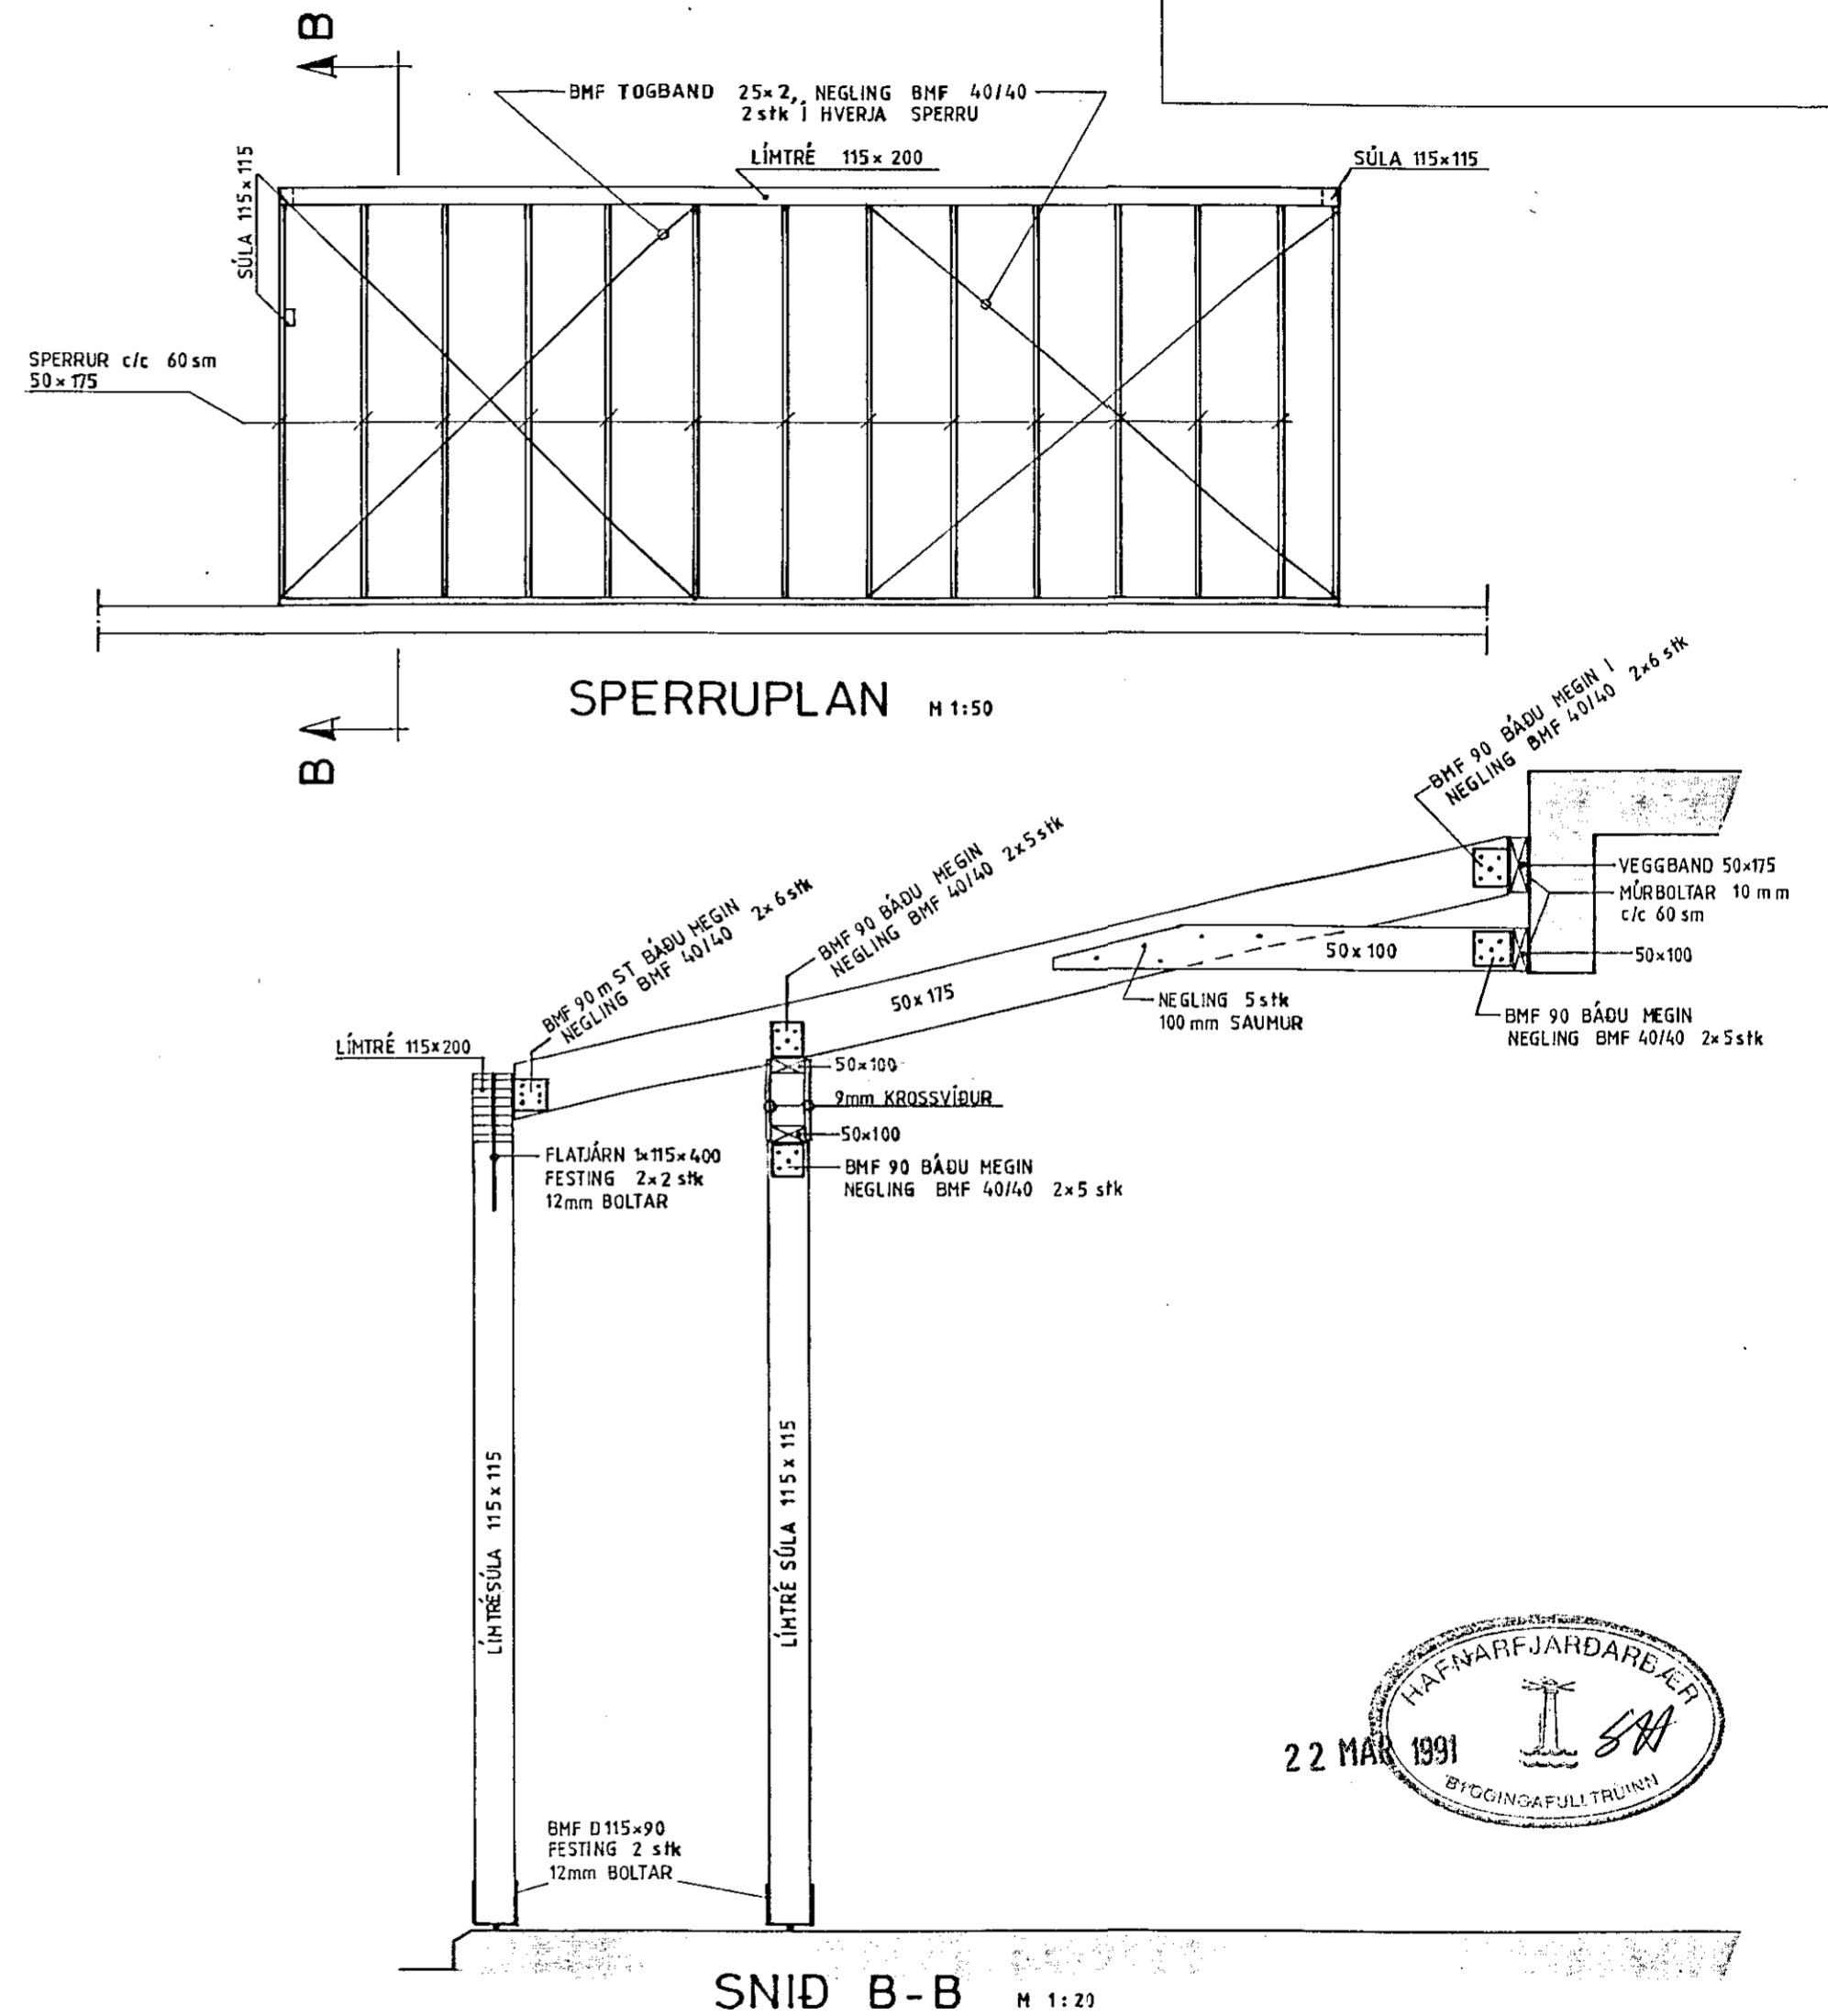 B
BMF TOGBAND 25×2,, NEGLING BMF 40/40
2 stk Í HVERJA SPERRU
LÍMTRÉ 115×200
SÚLA 115×115
SÚLA 115×115
SPERRUR c/c 60 sm
50×175
SPERRUPLAN M 1:50
B
BMF 90 BÁÐU MEGIN Í
NEGLING BMF 40/40 2×6 stk
BMF 90 BÁÐU MEGIN
NEGLING BMF 40/40 2×5 stk
BMF 90 m ST BÁÐU MEGIN
NEGLING BMF 40/40 2×6 stk
VEGGBAND 50×175
MÚRBOLTAR 10 mm
c/c 60 sm
50×100
50×100
50×175
NEGLING 5 stk
100 mm SAUMUR
BMF 90 BÁÐU MEGIN
NEGLING BMF 40/40 2×5 stk
LÍMTRÉ 115×200
50×100
9mm KROSSVIÐUR
50×100
FLATJÁRN 1×115×400
FESTING 2×2 stk
12mm BOLTAR
BMF 90 BÁÐU MEGIN
NEGLING BMF 40/40 2×5 stk
LÍMTRÉSÚLA 115×115
LÍMTRÉ SÚLA 115×115
HAFNARFJARÐARBÆR
22 MAR 1991
BYGGINGAFULLTRÚINN
BMF D115×90
FESTING 2 stk
12mm BOLTAR
SNIÐ B-B M 1:20